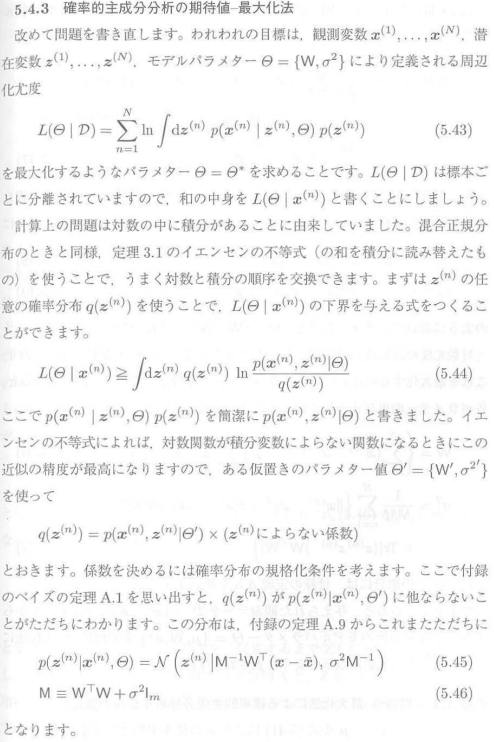 5.4.3 確率的主成分分析の期待値–最大化法
改めて問題を書き直します。われわれの目標は，観測変数 x^(1), . . . , x^(N)，潜
在変数 z^(1), . . . , z^(N)，モデルパラメター Θ = {W, σ²} により定義される周辺
化尤度
L(Θ | D) = ∑_{n=1}^{N} ln ∫ dz^(n) p(x^(n) | z^(n), Θ) p(z^(n)) (5.43)
を最大化するようなパラメター Θ = Θ* を求めることです。L(Θ | D) は標本ご
とに分離されていますので，和の中身を L(Θ | x^(n)) と書くことにしましょう。
計算上の問題は対数の中に積分があることに由来していました。混合正規分
布のときと同様，定理 3.1 のイエンセンの不等式（の和を積分に読み替えたも
の）を使うことで，うまく対数と積分の順序を交換できます。まずは z^(n) の任
意の確率分布 q(z^(n)) を使うことで，L(Θ | x^(n)) の下界を与える式をつくるこ
とができます。
L(Θ | x^(n)) ≧ ∫ dz^(n) q(z^(n)) ln p(x^(n), z^(n)|Θ) / q(z^(n)) (5.44)
ここで p(x^(n) | z^(n), Θ) p(z^(n)) を簡潔に p(x^(n), z^(n)|Θ) と書きました。イエ
ンセンの不等式によれば，対数関数が積分変数によらない関数になるときにこの
近似の精度が最高になりますので，ある仮置きのパラメター値 Θ′ = {W′, σ²′}
を使って
q(z^(n)) = p(x^(n), z^(n)|Θ′) × (z^(n)によらない係数)
とおきます。係数を決めるには確率分布の規格化条件を考えます。ここで付録
のベイズの定理 A.1 を思い出すと，q(z^(n)) が p(z^(n)|x^(n), Θ′) に他ならないこ
とがただちにわかります。この分布は，付録の定理 A.9 からこれまたただちに
p(z^(n)|x^(n), Θ) = N (z^(n) | M⁻¹W^⊤(x − x̄), σ²M⁻¹) (5.45)
M ≡ W^⊤W + σ²I_m (5.46)
となります。